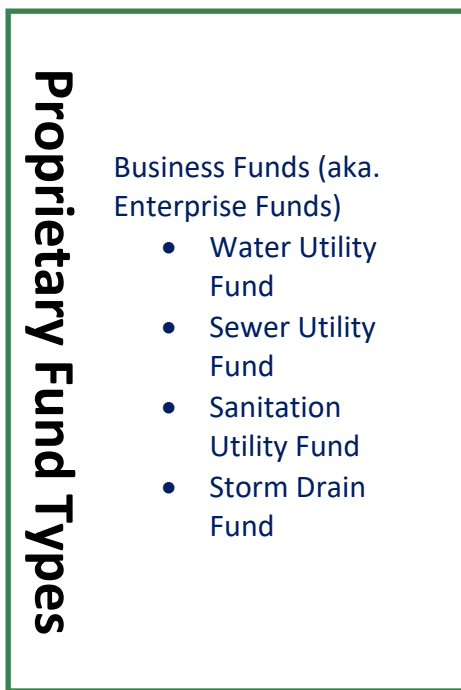 Proprietary Fund Types
Business Funds (aka.
Enterprise Funds)
• Water Utility
Fund
• Sewer Utility
Fund
• Sanitation
Utility Fund
• Storm Drain
Fund